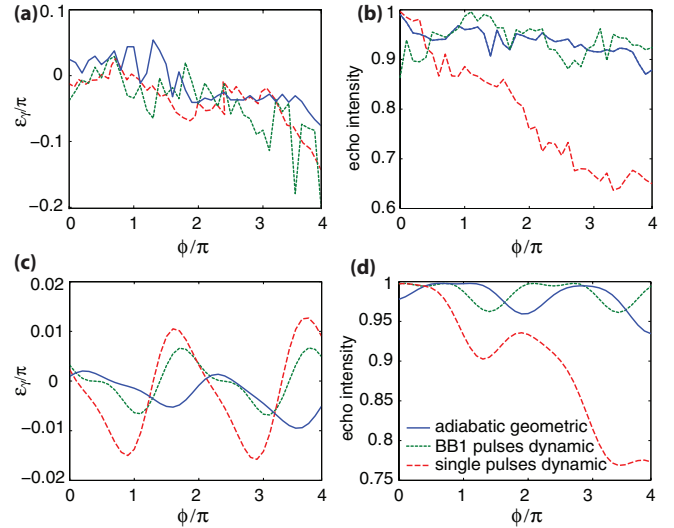 (a)
0.1
0
−0.1
−0.2
εγ/π
0 1 2 3 4
ϕ/π
(b)
1
0.9
0.8
0.7
0.6
echo intensity
0 1 2 3 4
ϕ/π
(c)
0.02
0.01
0
−0.01
−0.02
εγ/π
0 1 2 3 4
ϕ/π
(d)
1
0.95
0.9
0.85
0.8
0.75
echo intensity
adiabatic geometric
BB1 pulses dynamic
single pulses dynamic
0 1 2 3 4
ϕ/π